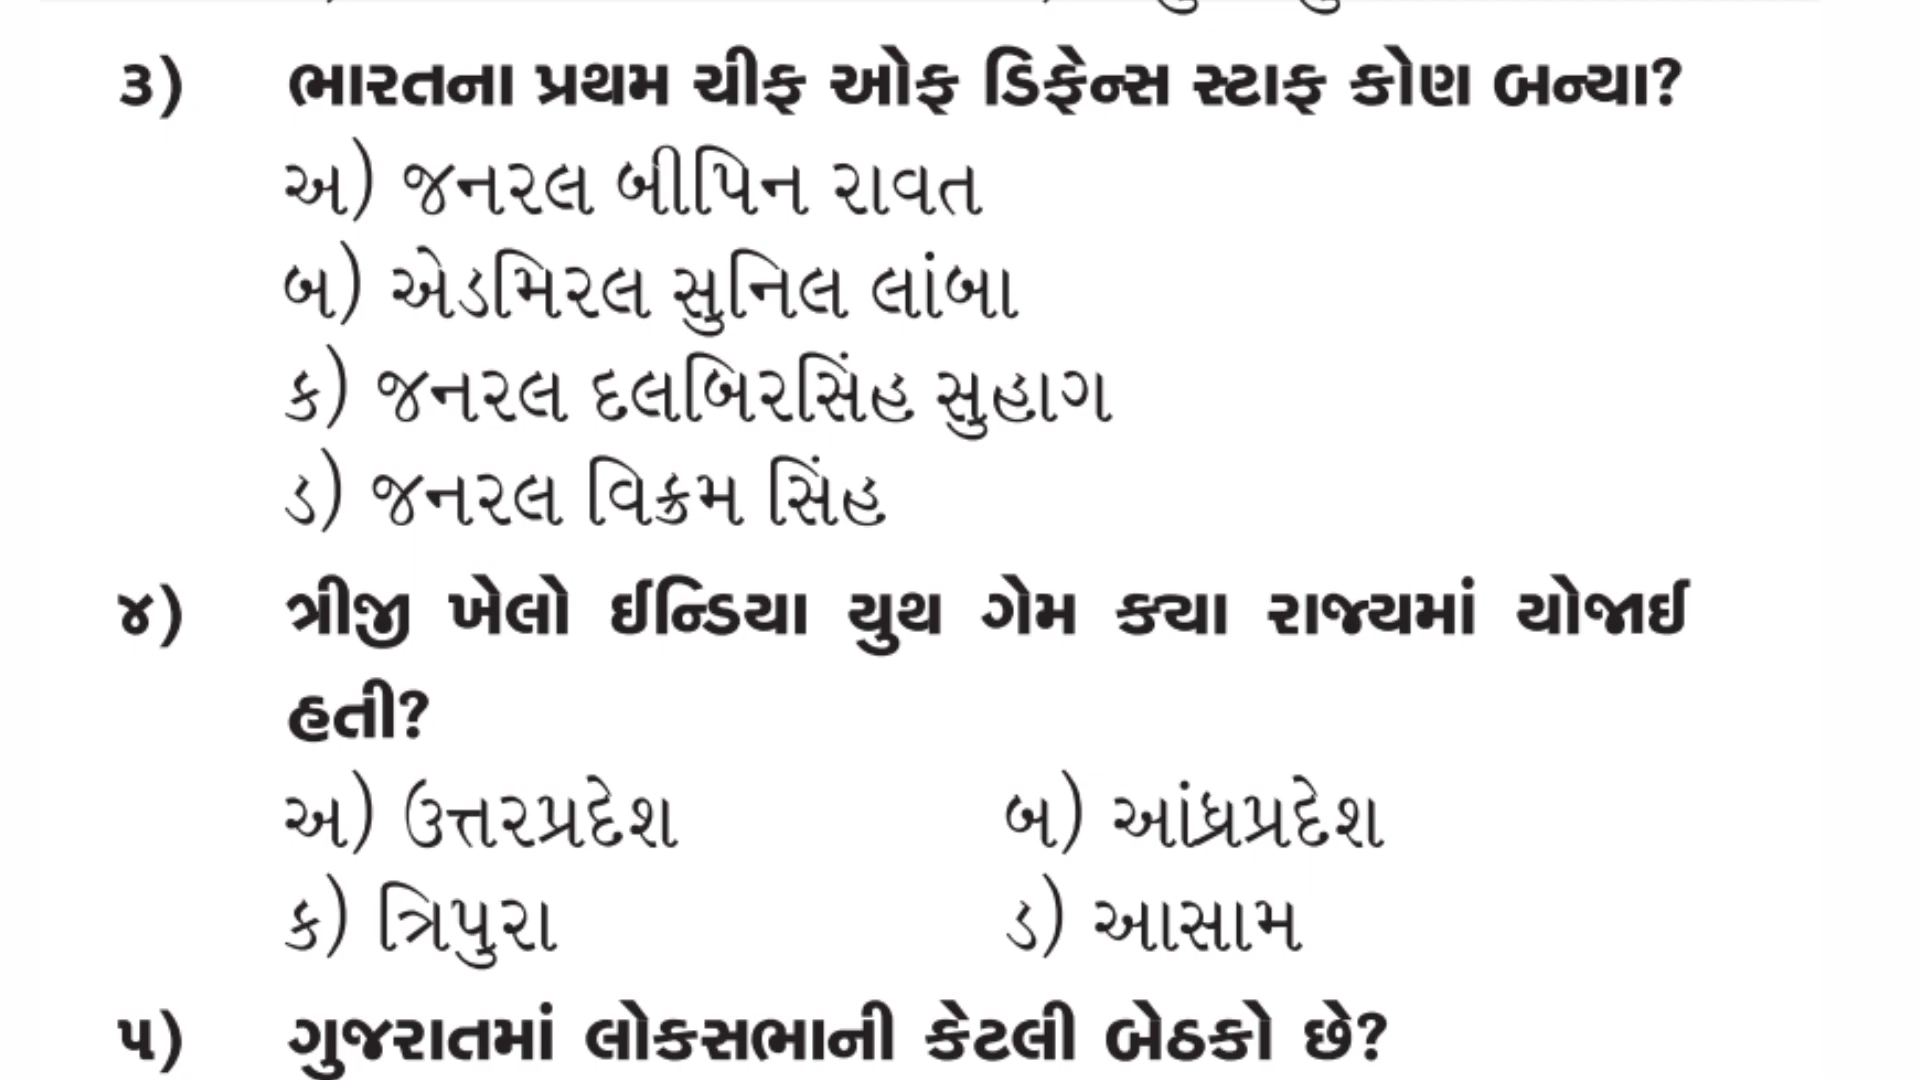 ૩) ભારતના પ્રથમ ચીફ ઓફ ડિફેન્સ સ્ટાફ કોણ બન્યા?
અ) જનરલ બીપિન રાવત
બ) એડમિરલ સુનિલ લાંબા
ક) જનરલ દલબિરસિંહ સુહાગ
ડ) જનરલ વિક્રમ સિંહ
૪) ત્રીજી ખેલો ઈન્ડિયા યુથ ગેમ ક્યા રાજ્યમાં યોજાઈ
હતી?
અ) ઉત્તરપ્રદેશ બ) આંધ્રપ્રદેશ
ક) ત્રિપુરા ડ) આસામ
૫) ગુજરાતમાં લોકસભાની કેટલી બેઠકો છે?